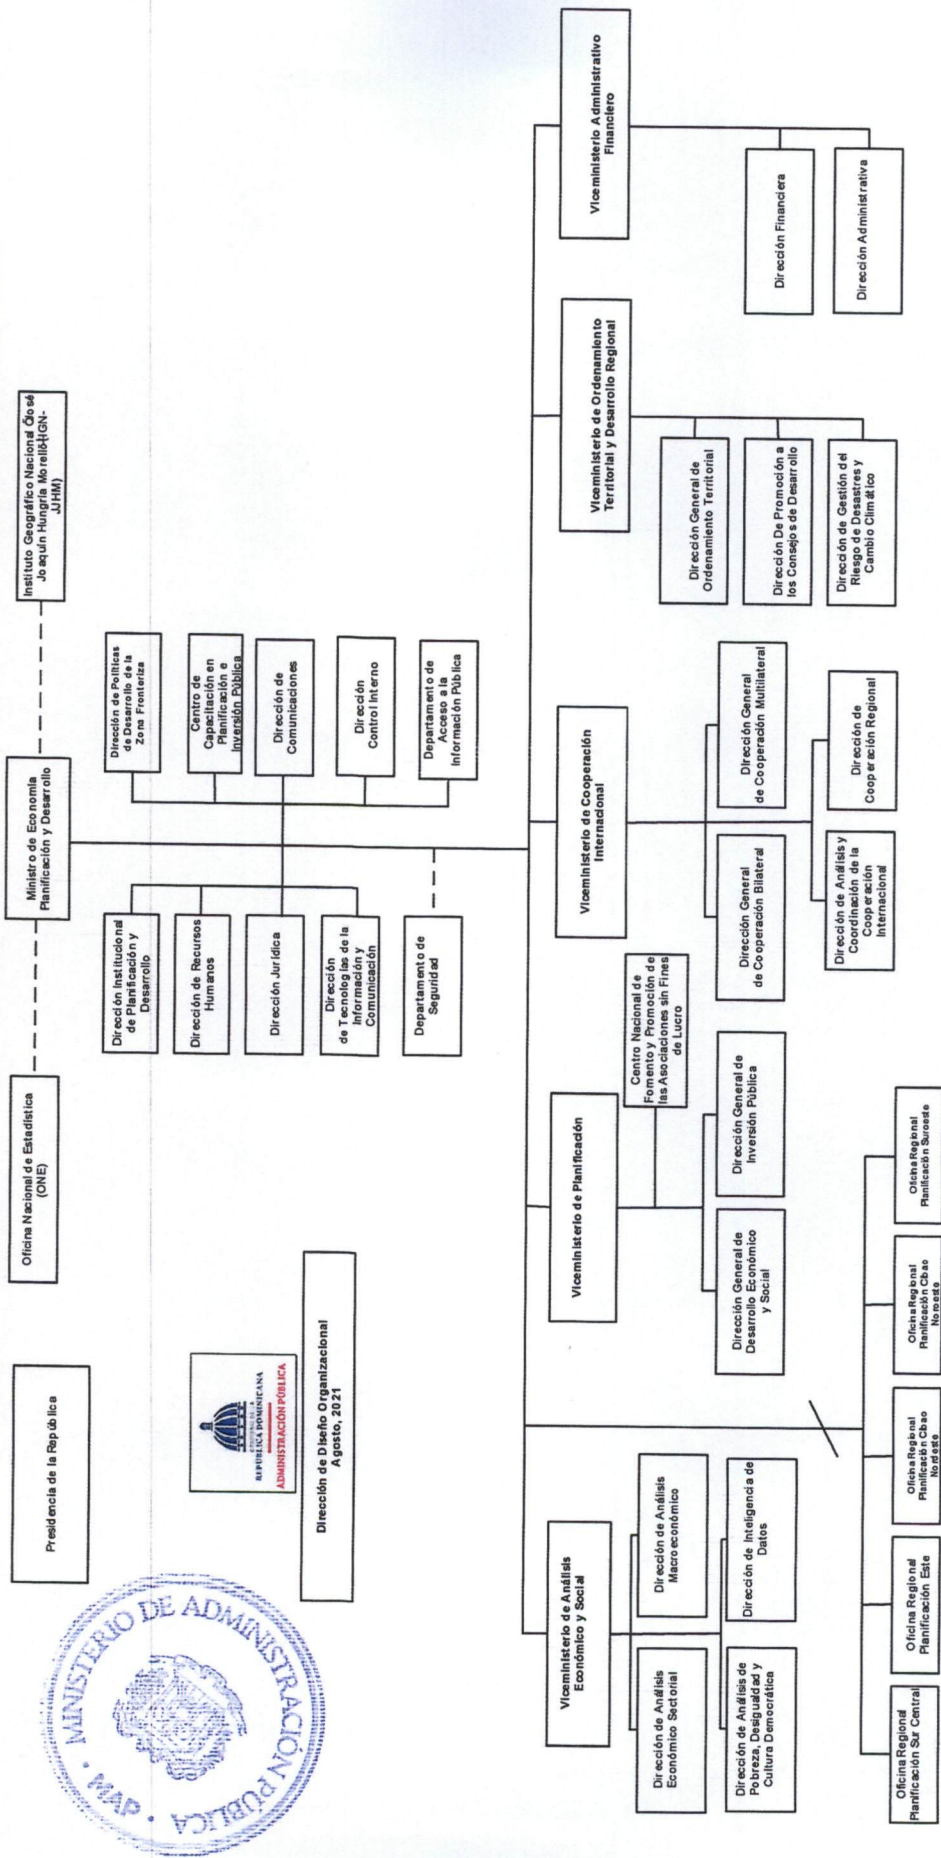 Presidencia de la República
Oficina Nacional de Estadística
(ONE)
Ministro de Economía
Planificación y Desarrollo
Instituto Geográfico Nacional ÓJosé
Joaquín Hungría MorellóHIGN-
JJHM)
GOBIERNO DE LA
REPÚBLICA DOMINICANA
ADMINISTRACIÓN PÚBLICA
Dirección de Diseño Organizacional
Agosto, 2021
MINISTERIO DE ADMINISTRACIÓN PÚBLICA
• MAP •
Dirección Institucional
de Planificación y
Desarrollo
Dirección de Recursos
Humanos
Dirección Jurídica
Dirección
de Tecnologías de la
Información y
Comunicación
Departamento de
Seguridad
Dirección de Políticas
de Desarrollo de la
Zona Fronteriza
Centro de
Capacitación en
Planificación e
Inversión Pública
Dirección de
Comunicaciones
Dirección
Control Interno
Departamento de
Acceso a la
Información Pública
Viceministerio de Análisis
Económico y Social
Dirección de Análisis
Económico Sectorial
Dirección de Análisis
Macroeconómico
Dirección de Análisis de
Pobreza, Desigualdad y
Cultura Democrática
Dirección de Inteligencia de
Datos
Viceministerio de Planificación
Centro Nacional de
Fomento y Promoción de
las Asociaciones sin Fines
de Lucro
Dirección General de
Desarrollo Económico
y Social
Dirección General de
Inversión Pública
Viceministerio de Cooperación
Internacional
Dirección General
de Cooperación Bilateral
Dirección General
de Cooperación Multilateral
Dirección de Análisis y
Coordinación de la
Cooperación
Internacional
Dirección de
Cooperación Regional
Viceministerio de Ordenamiento
Territorial y Desarrollo Regional
Dirección General de
Ordenamiento Territorial
Dirección De Promoción a
los Consejos de Desarrollo
Dirección de Gestión del
Riesgo de Desastres y
Cambio Climático
Viceministerio Administrativo
Financiero
Dirección Financiera
Dirección Administrativa
Oficina Regional
Planificación Sur Central
Oficina Regional
Planificación Este
Oficina Regional
Planificación Cibao
Nordeste
Oficina Regional
Planificación Cibao
Noroeste
Oficina Regional
Planificación Suroeste